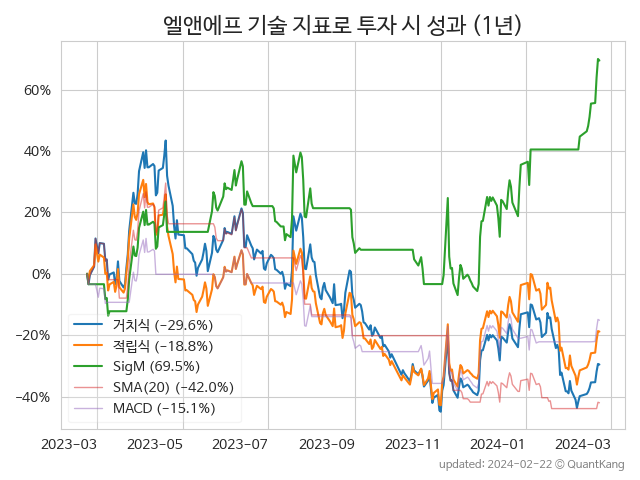 엘앤에프 기술 지표로 투자 시 성과 (1년)
60%
40%
20%
0%
−20%
−40%
거치식 (−29.6%)
적립식 (−18.8%)
SigM (69.5%)
SMA(20) (−42.0%)
MACD (−15.1%)
2023−03 2023−05 2023−07 2023−09 2023−11 2024−01 2024−03
updated: 2024−02−22 © QuantKang